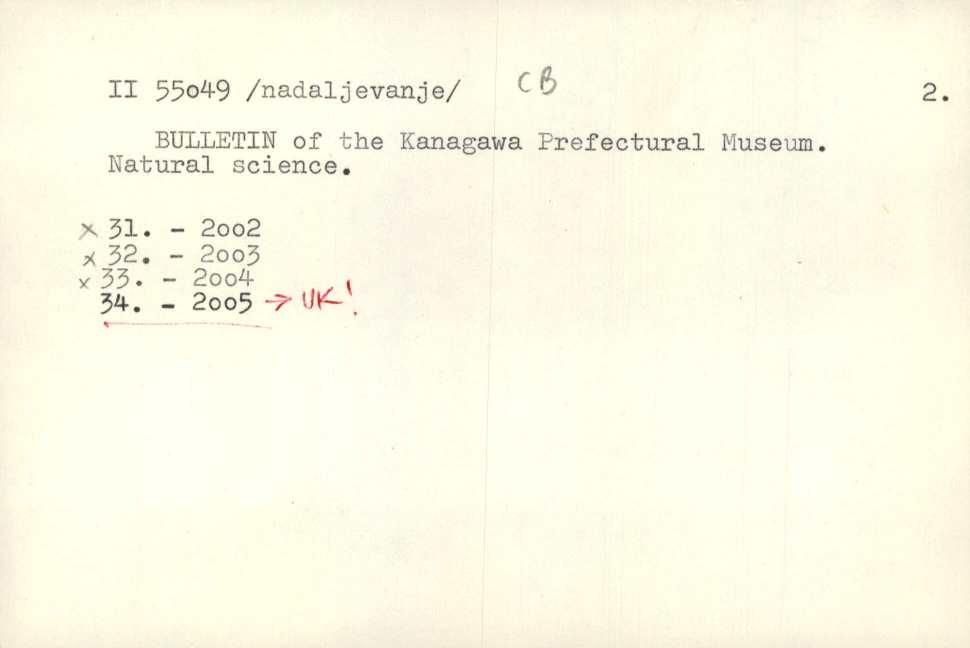 II 55o49 /nadaljevanje/ CB 2.
BULLETIN of the Kanagawa Prefectural Museum.
Natural science.
x 31. - 2oo2
x 32. - 2oo3
x 33. - 2oo4
34. - 2oo5 → UK!